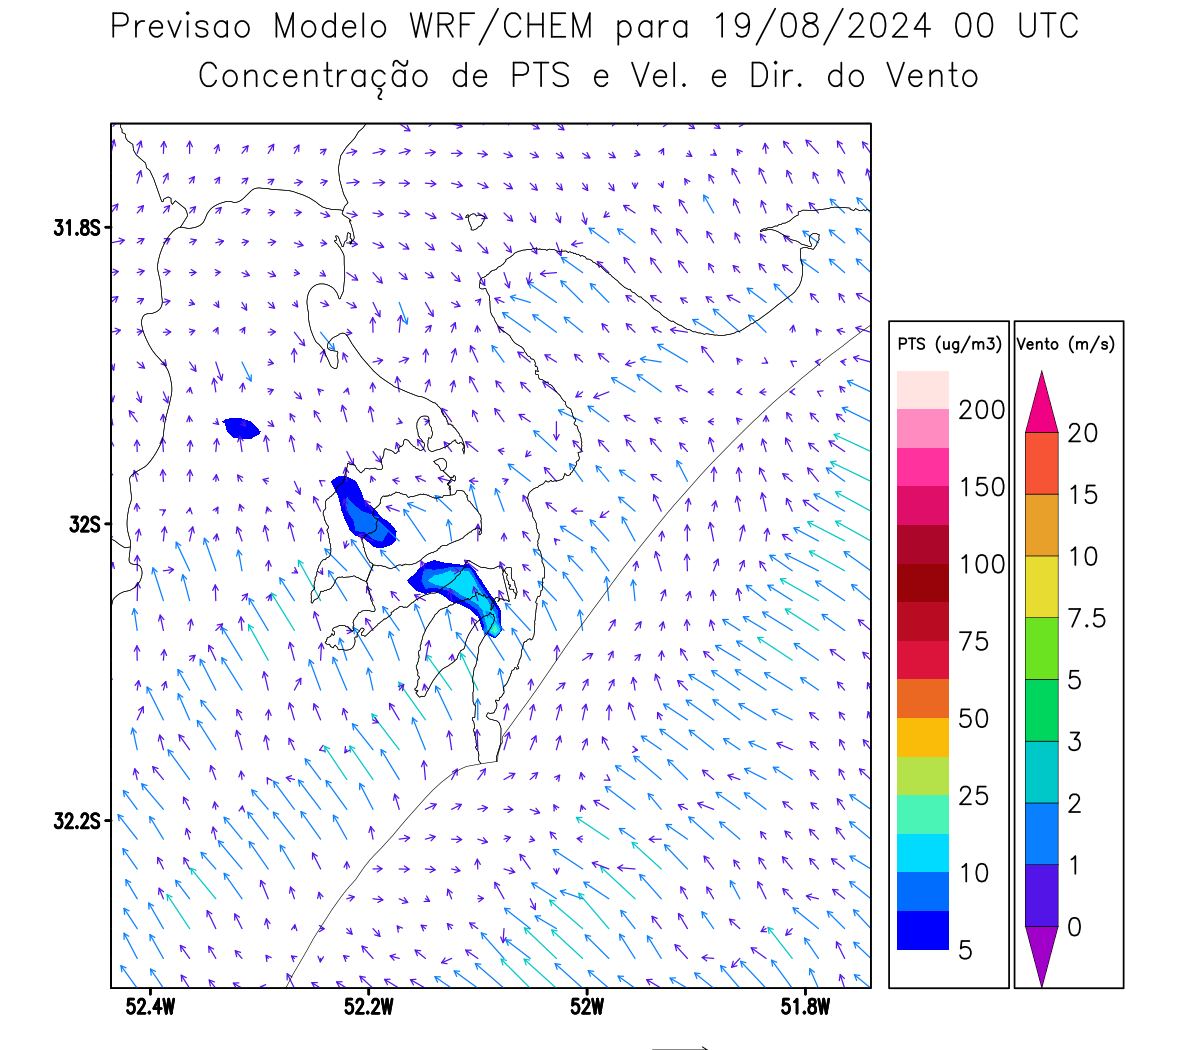 Previsao Modelo WRF/CHEM para 19/08/2024 00 UTC
Concentração de PTS e Vel. e Dir. do Vento
31.8S
32S
32.2S
52.4W 52.2W 52W 51.8W
PTS (ug/m3)
200
150
100
75
50
25
10
5
Vento (m/s)
20
15
10
7.5
5
3
2
1
0